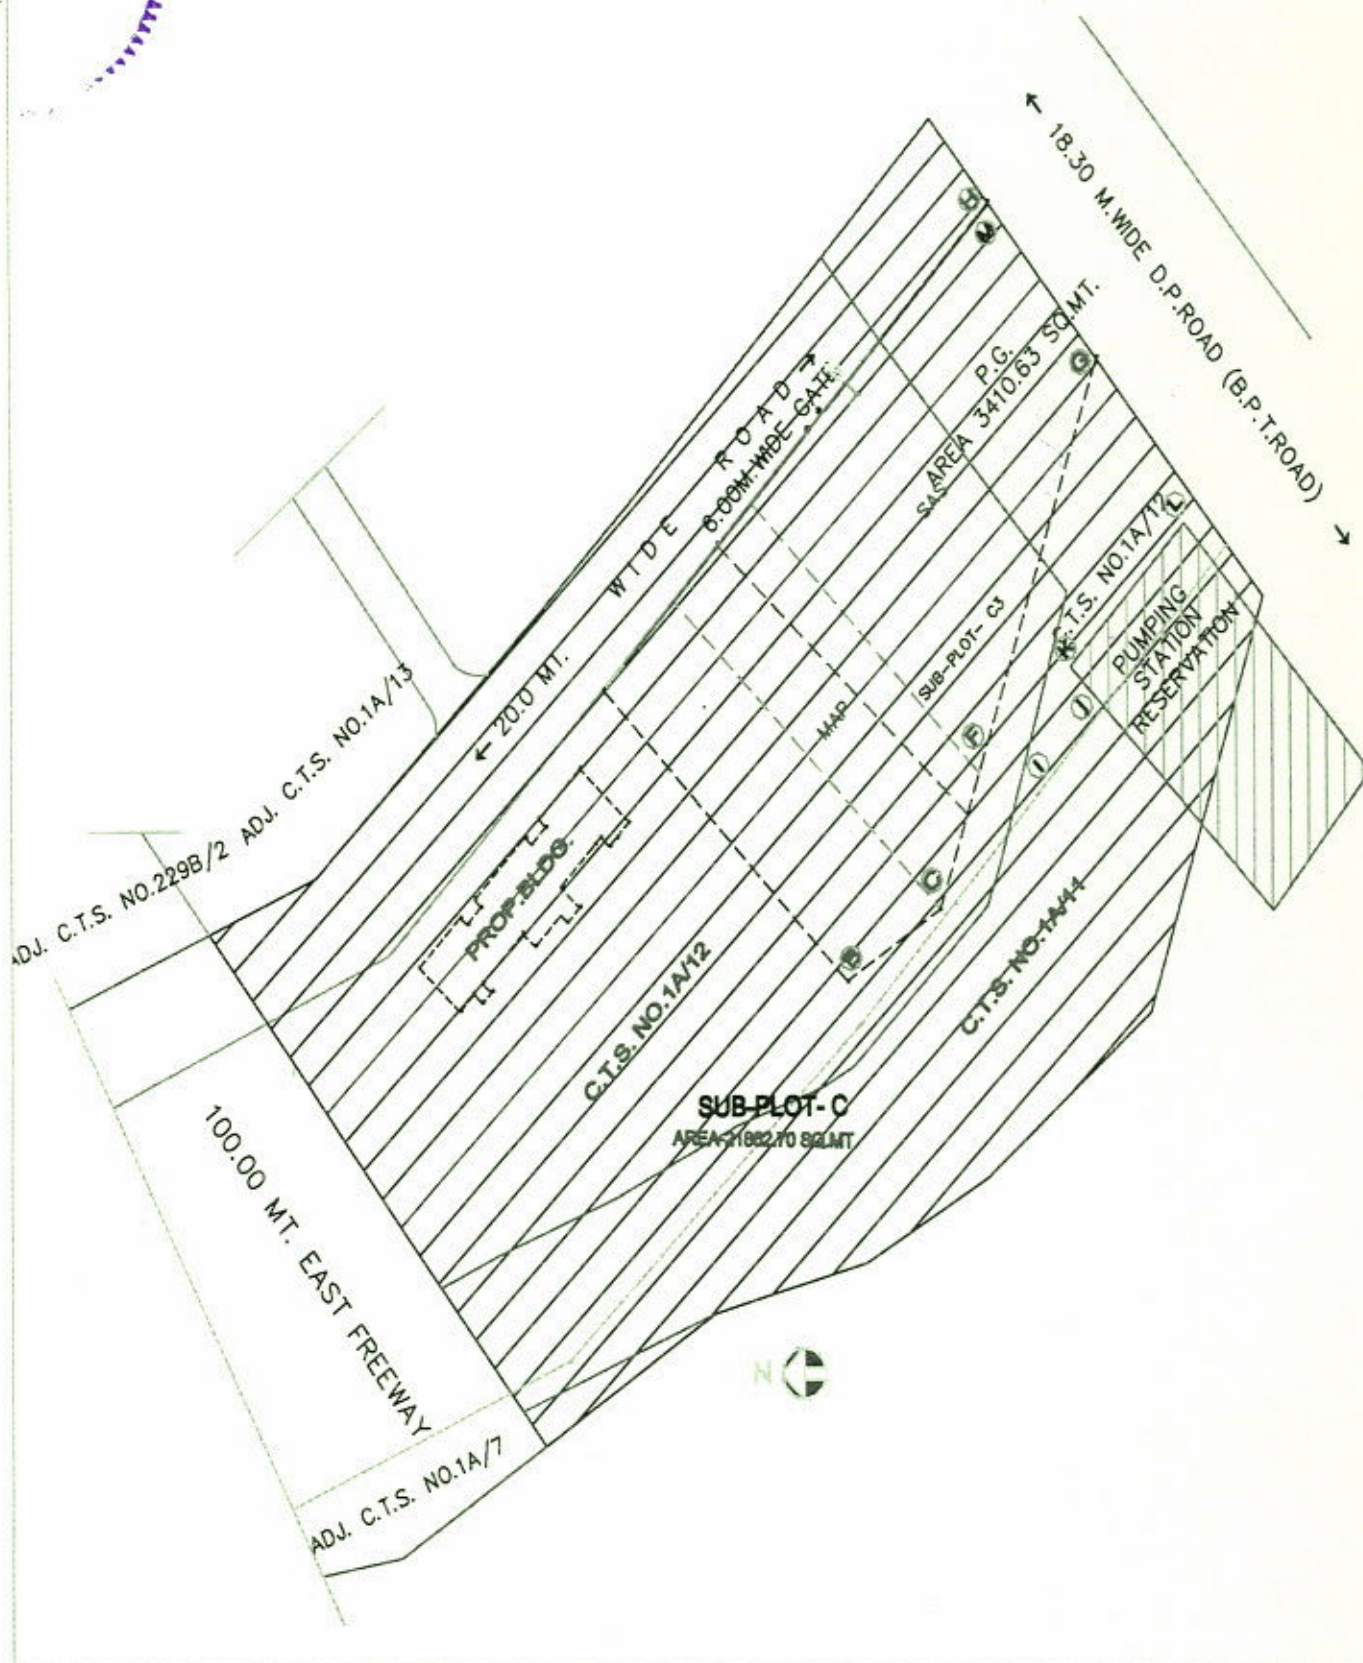 ← 18.30 M.WIDE D.P.ROAD (B.P.T.ROAD) →
H
M
G
P.G.
AREA 3410.63 SQ.MT.
SAS
← 20.0 MT. WIDE ROAD →
6.00M.WIDE GATE
C.T.S. NO.1A/12
L
K
PUMPING
STATION
RESERVATION
SUB-PLOT- C3
MAP
F
J
I
C
B
ADJ. C.T.S. NO.229B/2 ADJ. C.T.S. NO.1A/13
PROP.BLDG.
C.T.S. NO.1A/12
C.T.S. NO.1A/11
SUB-PLOT- C
100.00 MT. EAST FREEWAY
N
ADJ. C.T.S. NO.1A/7